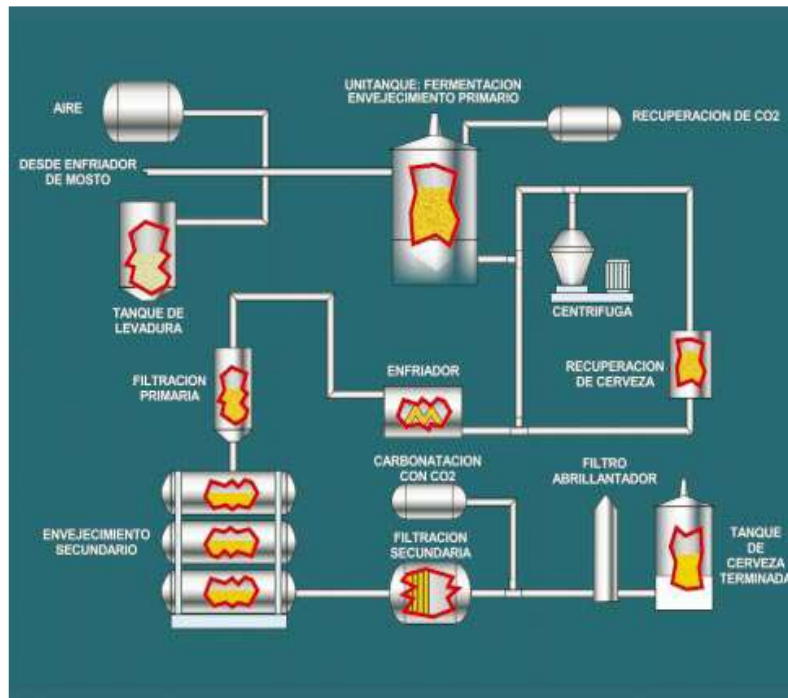 UNITANQUE: FERMENTACION
ENVEJECIMIENTO PRIMARIO
AIRE
RECUPERACION DE CO2
DESDE ENFRIADOR
DE MOSTO
TANQUE DE
LEVADURA
CENTRIFUGA
FILTRACION
PRIMARIA
ENFRIADOR
RECUPERACION
DE CERVEZA
CARBONATACION
CON CO2
FILTRO
ABRILLANTADOR
ENVEJECIMIENTO
SECUNDARIO
FILTRACION
SECUNDARIA
TANQUE
DE
CERVEZA
TERMINADA